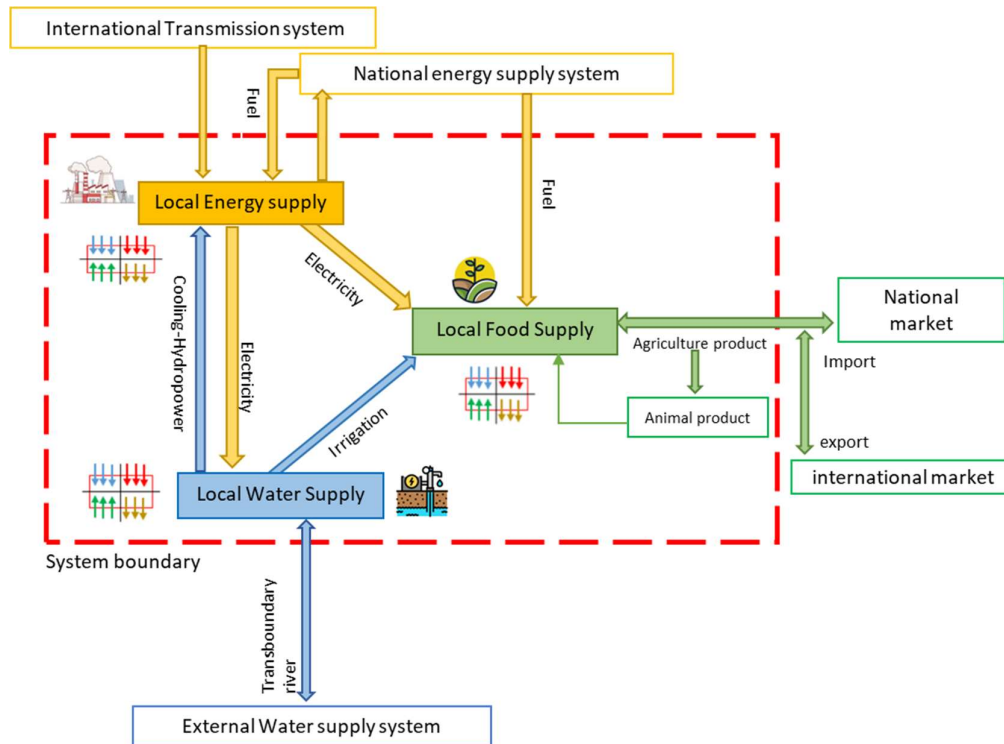 International Transmission system
National energy supply system
Fuel
Local Energy supply
Fuel
Electricity
Cooling-Hydropower
Electricity
Local Food Supply
National
market
Agriculture product
Import
Animal product
Irrigation
export
Local Water Supply
international market
System boundary
Transboundary
river
External Water supply system